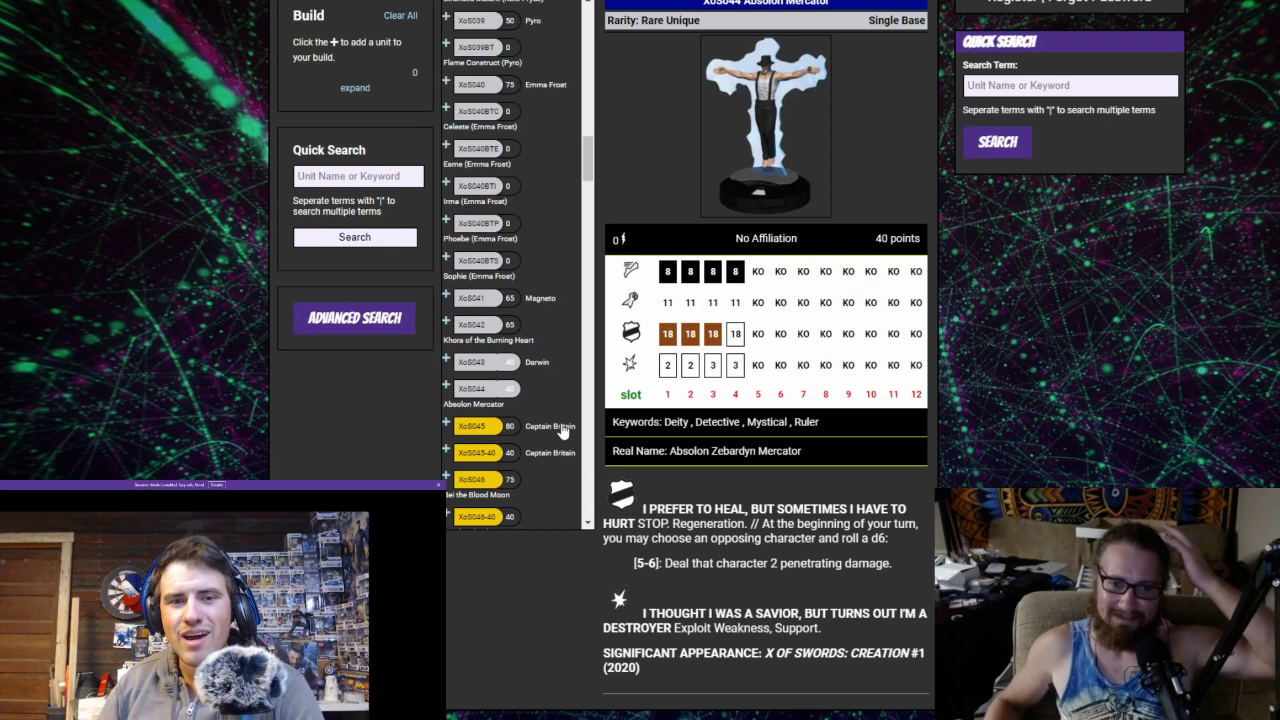 Build
Clear All
Click the + to add a unit to
your build.
0
expand
Quick Search
Unit Name or Keyword
Seperate terms with "|" to
search multiple terms
Search
ADVANCED SEARCH
XoS039 50 Pyro
XoS039BT 0
Flame Construct (Pyro)
XoS040 75 Emma Frost
XoS040BTC 0
Celeste (Emma Frost)
XoS040BTE 0
Esme (Emma Frost)
XoS040BTI 0
Irma (Emma Frost)
XoS040BTP 0
Phoebe (Emma Frost)
XoS040BTS 0
Sophie (Emma Frost)
XoS041 65 Magneto
XoS042 65
Khora of the Burning Heart
XoS043 40 Darwin
XoS044 40
Absolon Mercator
XoS045 80 Captain Britain
XoS045-40 40 Captain Britain
XoS046 75
Bei the Blood Moon
XoS046-40 40
XoS044 Absolon Mercator
Rarity: Rare Unique
Single Base
0 No Affiliation 40 points
8 8 8 8 KO KO KO KO KO KO KO KO
11 11 11 11 KO KO KO KO KO KO KO KO
18 18 18 18 KO KO KO KO KO KO KO KO
2 2 3 3 KO KO KO KO KO KO KO KO
slot 1 2 3 4 5 6 7 8 9 10 11 12
Keywords: Deity , Detective , Mystical , Ruler
Real Name: Absolon Zebardyn Mercator
I PREFER TO HEAL, BUT SOMETIMES I HAVE TO
HURT STOP. Regeneration. // At the beginning of your turn,
you may choose an opposing character and roll a d6:
[5-6]: Deal that character 2 penetrating damage.
I THOUGHT I WAS A SAVIOR, BUT TURNS OUT I'M A
DESTROYER Exploit Weakness, Support.
SIGNIFICANT APPEARANCE: X OF SWORDS: CREATION #1
(2020)
Register | Forgot Password
QUICK SEARCH
Search Term:
Unit Name or Keyword
Seperate terms with "|" to search multiple terms
SEARCH